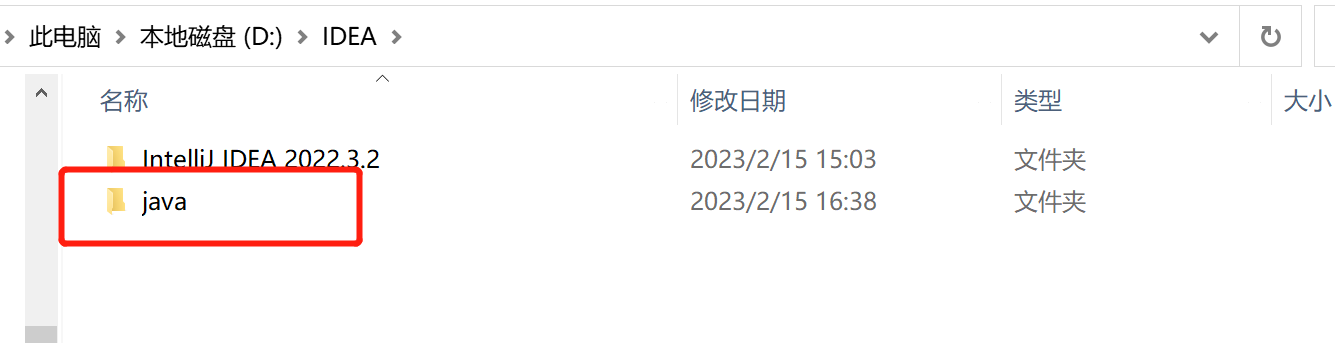 此电脑 本地磁盘 (D:) IDEA
名称 修改日期 类型 大小
IntelliJ IDEA 2022.3.2 2023/2/15 15:03 文件夹
java 2023/2/15 16:38 文件夹